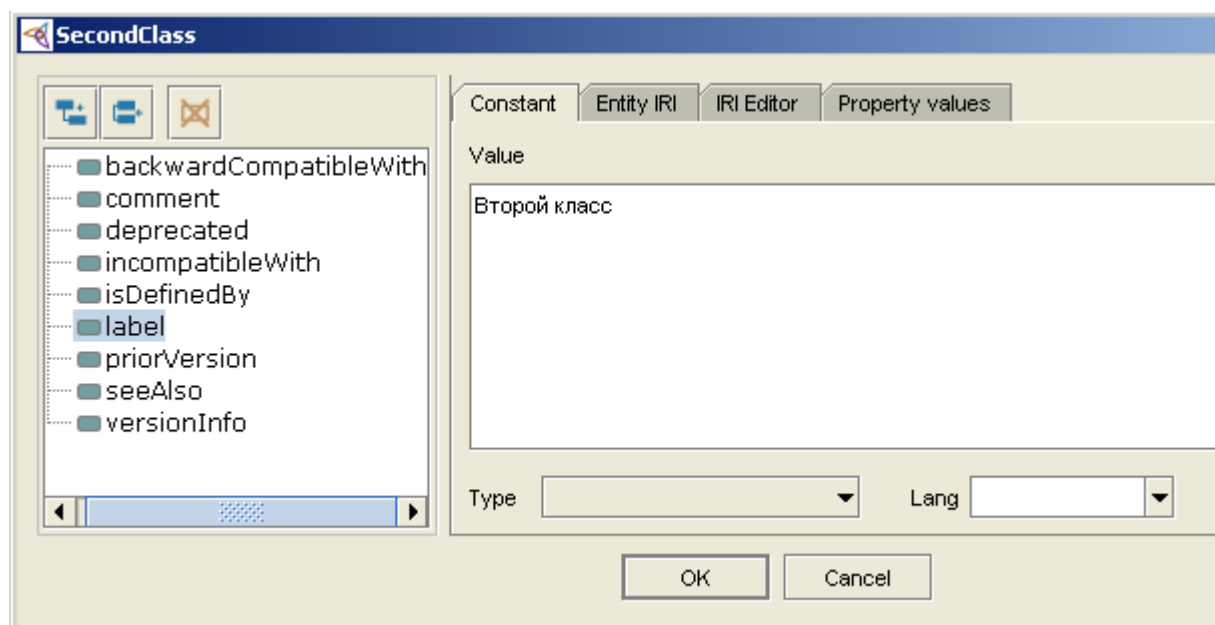 SecondClass
Constant Entity IRI IRI Editor Property values
Value
Второй класс
backwardCompatibleWith
comment
deprecated
incompatibleWith
isDefinedBy
label
priorVersion
seeAlso
versionInfo
Type Lang
OK Cancel